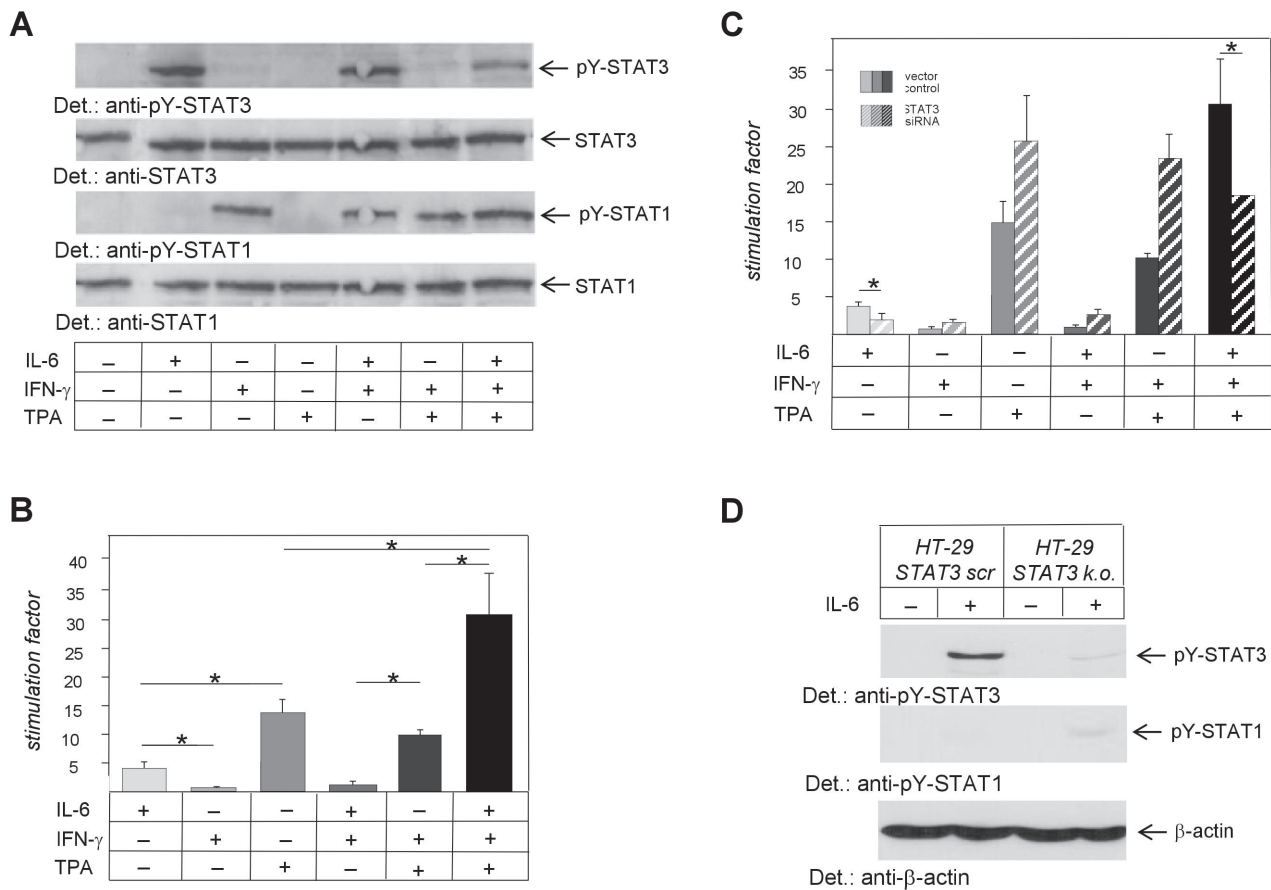 A
pY-STAT3
Det.: anti-pY-STAT3
STAT3
Det.: anti-STAT3
pY-STAT1
Det.: anti-pY-STAT1
STAT1
Det.: anti-STAT1
IL-6 – + – – + – +
IFN-γ – – + – + + +
TPA – – – + – + +
B
stimulation factor
40
35
30
25
20
15
10
5
* * * * *
IL-6 + – – + – +
IFN-γ – + – + + +
TPA – – + – + +
C
stimulation factor
35
30
25
20
15
10
5
vector
control
STAT3
siRNA
* *
IL-6 + – – + – +
IFN-γ – + – + + +
TPA – – + – + +
D
HT-29 HT-29
STAT3 scr STAT3 k.o.
IL-6 – + – +
pY-STAT3
Det.: anti-pY-STAT3
pY-STAT1
Det.: anti-pY-STAT1
β-actin
Det.: anti-β-actin